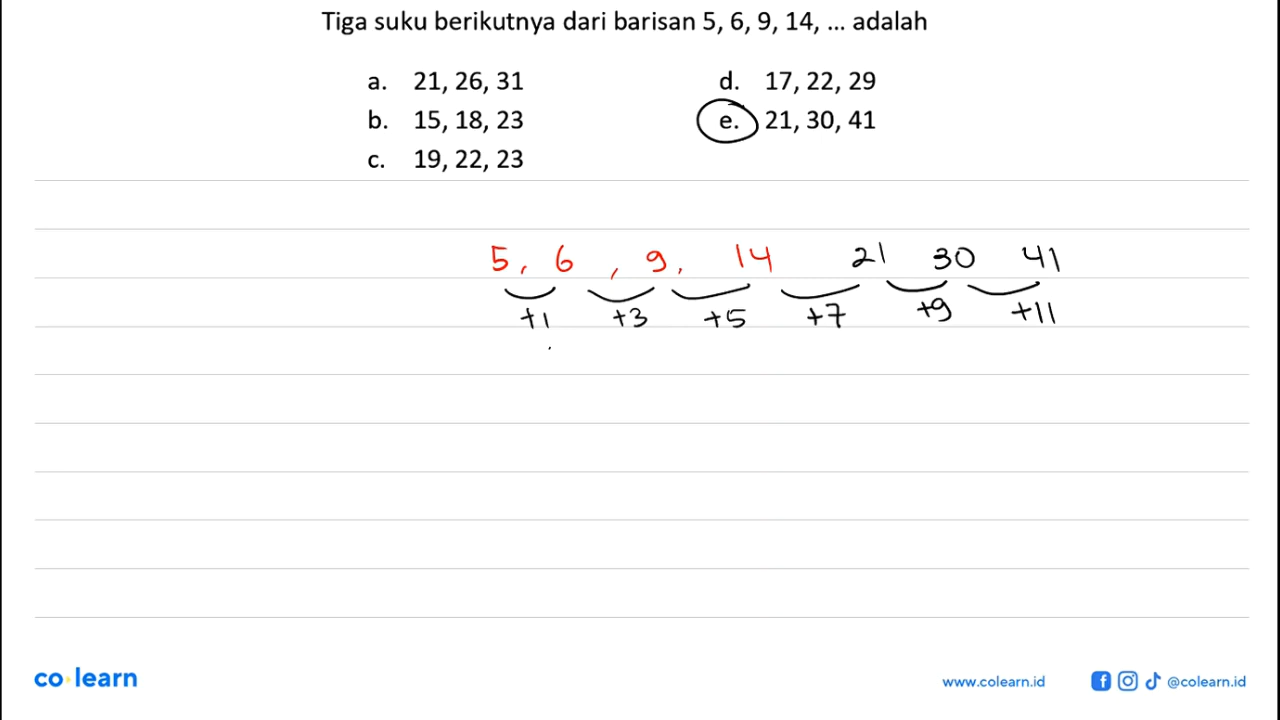 Tiga suku berikutnya dari barisan 5, 6, 9, 14, ... adalah
a. 21, 26, 31
b. 15, 18, 23
c. 19, 22, 23
d. 17, 22, 29
e. 21, 30, 41
5, 6 , 9, 14 21 30 41
+1 +3 +5 +7 +9 +11
co learn
www.colearn.id
@colearn.id